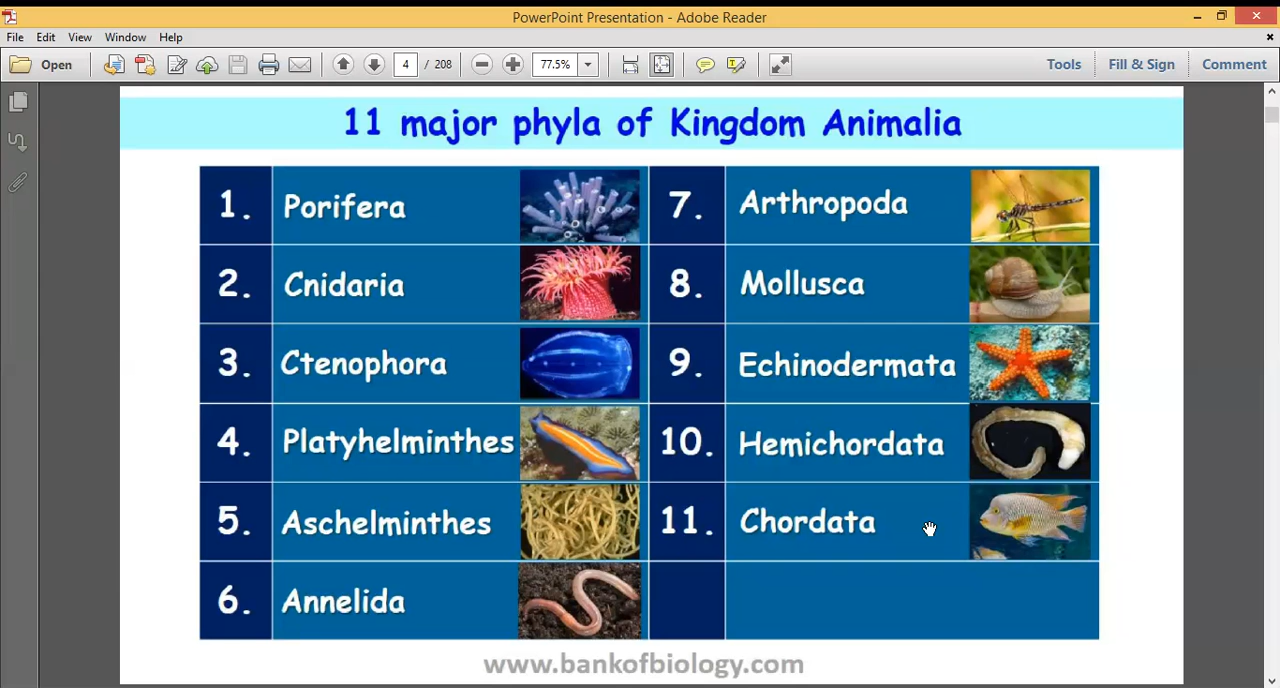 PowerPoint Presentation - Adobe Reader
File Edit View Window Help
Open 4 / 208 77.5% Tools Fill & Sign Comment
11 major phyla of Kingdom Animalia
1. Porifera
2. Cnidaria
3. Ctenophora
4. Platyhelminthes
5. Aschelminthes
6. Annelida
7. Arthropoda
8. Mollusca
9. Echinodermata
10. Hemichordata
11. Chordata
www.bankofbiology.com